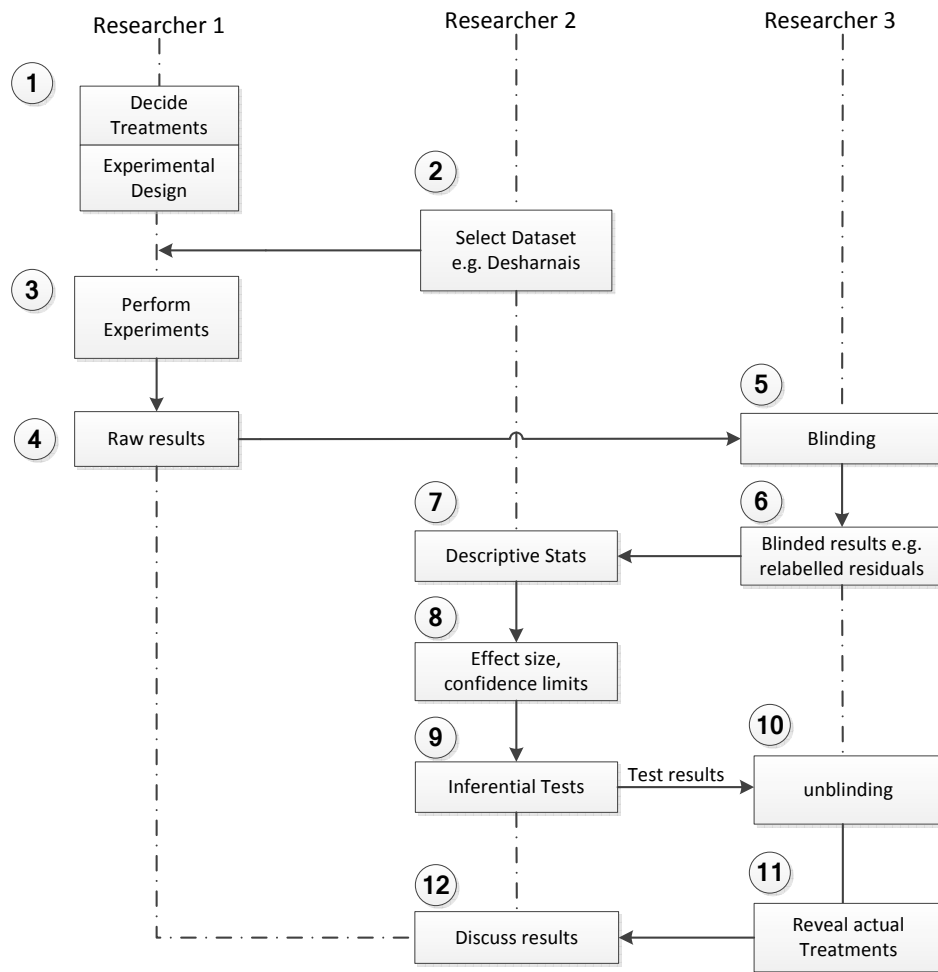 Researcher 1
Researcher 2
Researcher 3
1
Decide
Treatments
Experimental
Design
2
Select Dataset
e.g. Desharnais
3
Perform
Experiments
4
Raw results
5
Blinding
6
Blinded results e.g.
relabelled residuals
7
Descriptive Stats
8
Effect size,
confidence limits
9
Inferential Tests
Test results
10
unblinding
11
Reveal actual
Treatments
12
Discuss results